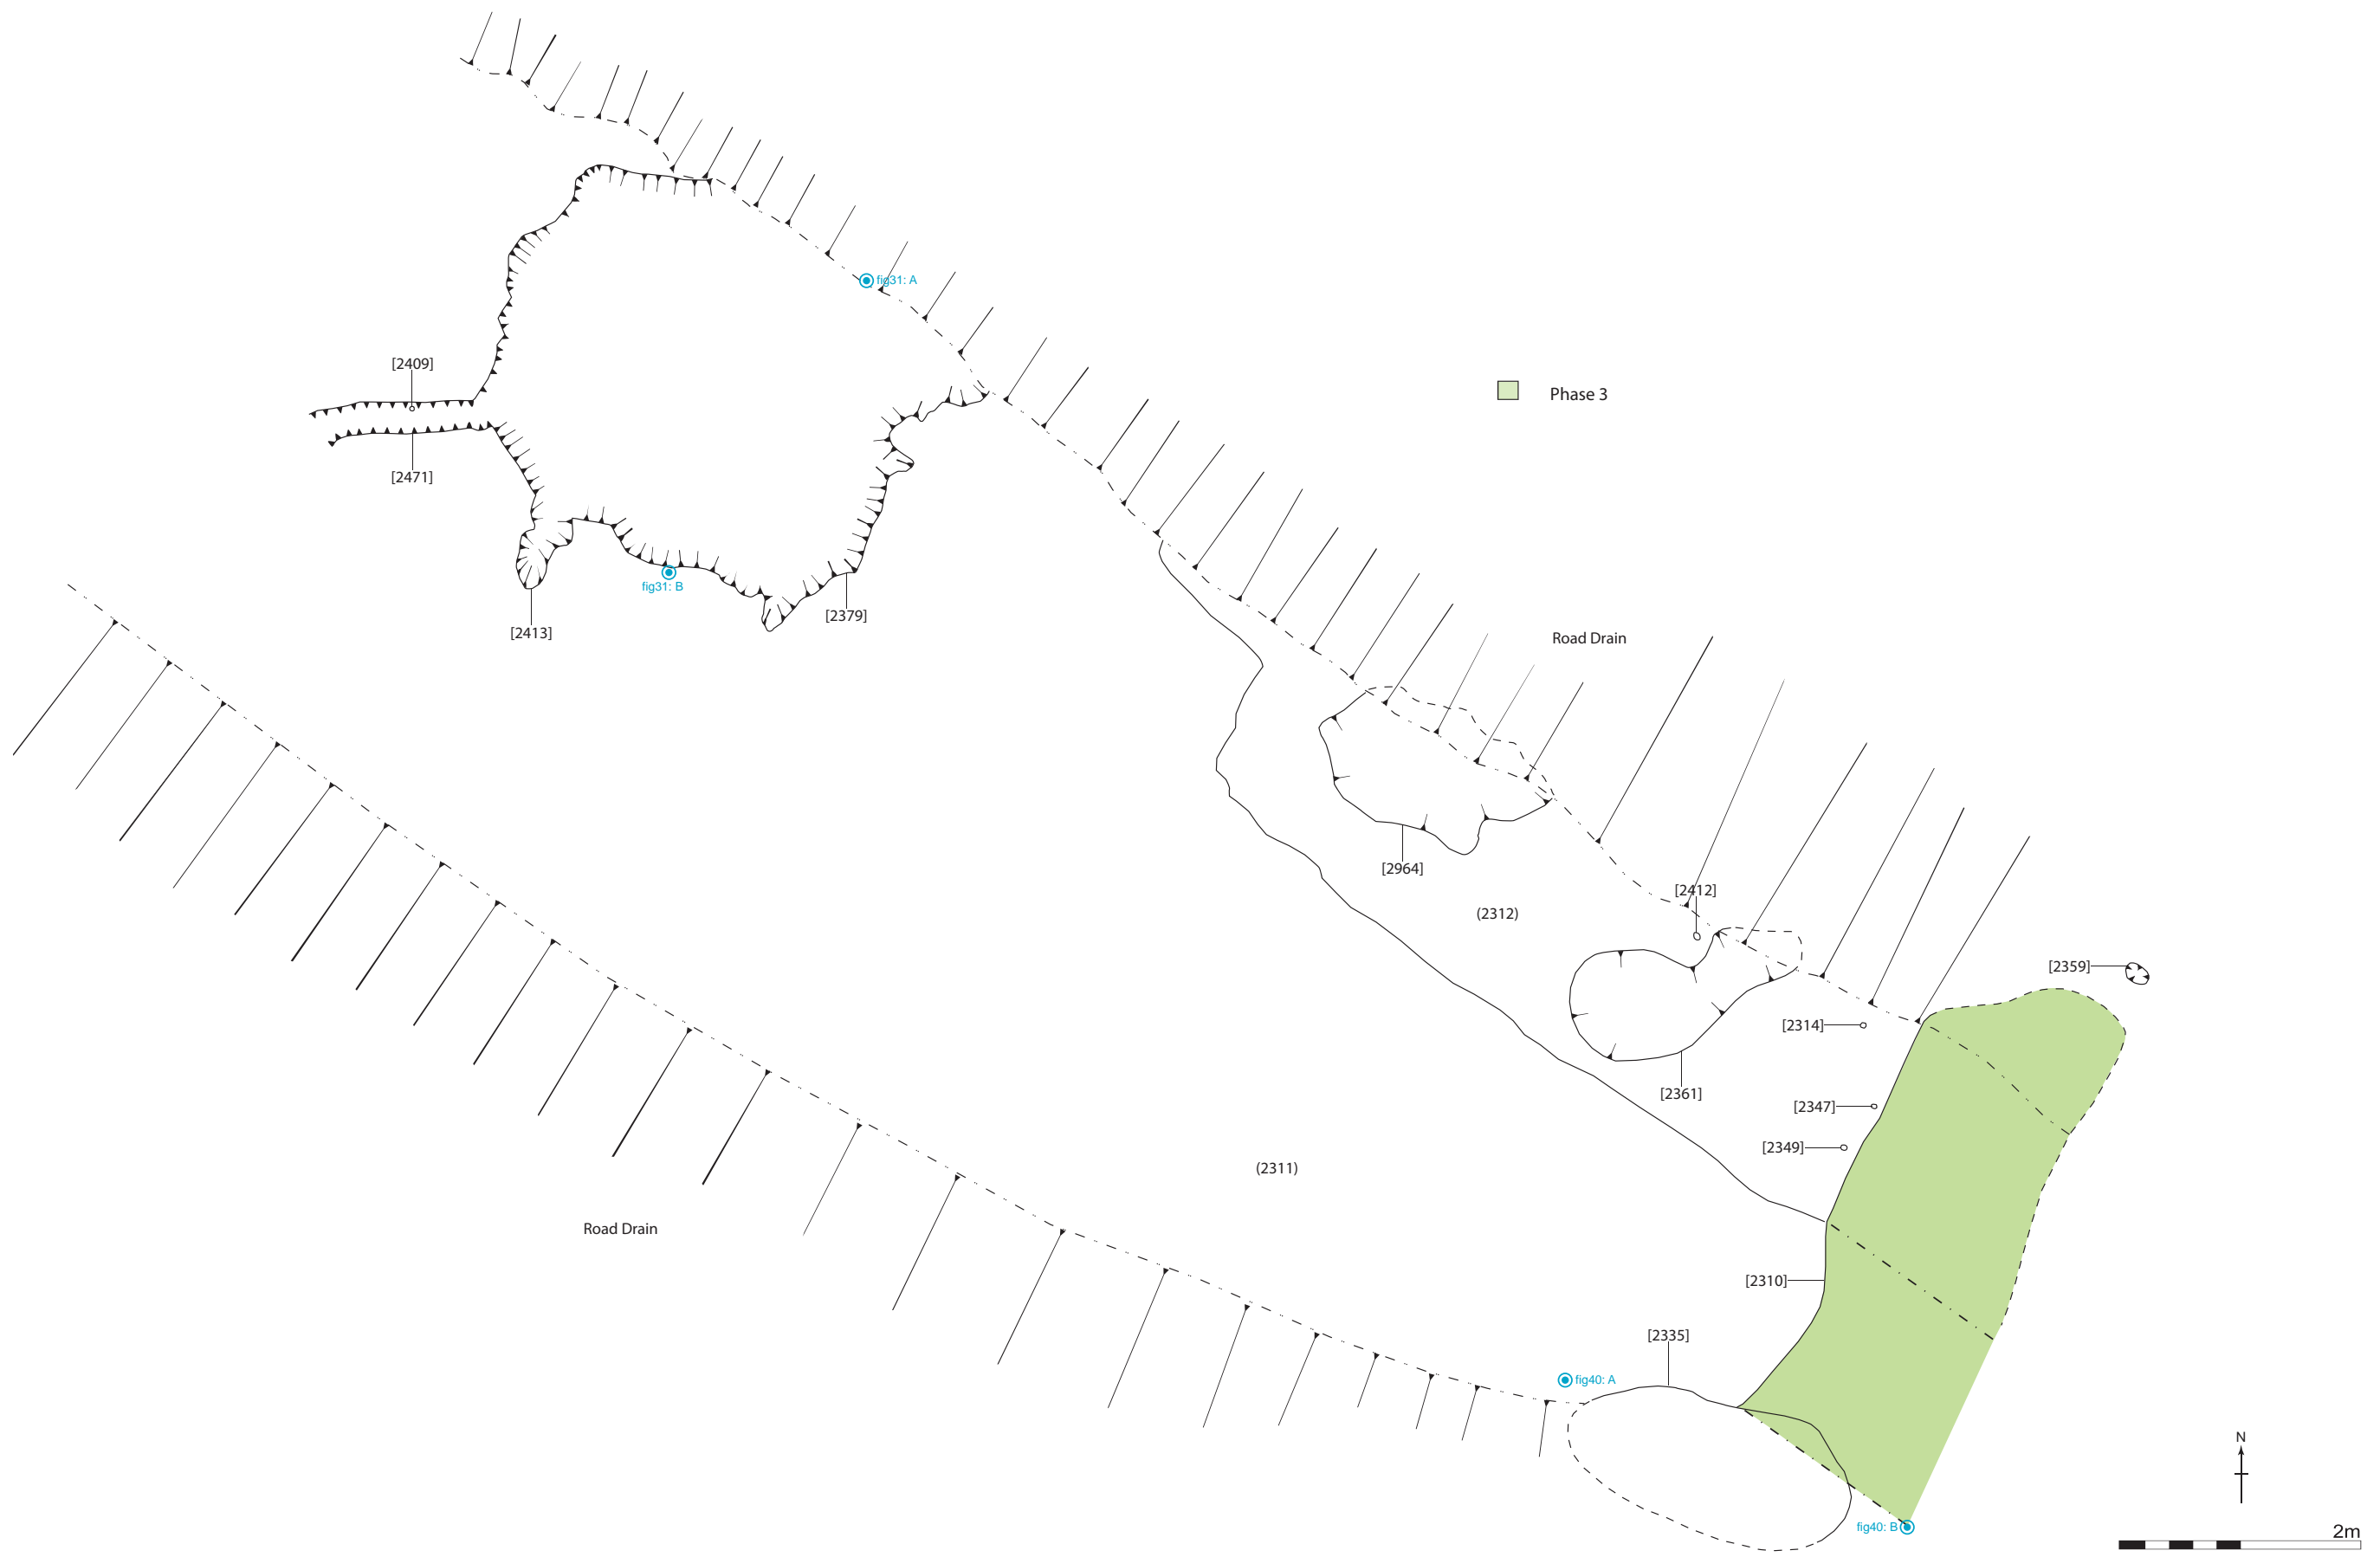 fig31: A
[2409]
Phase 3
[2471]
fig31: B
[2379]
[2413]
Road Drain
[2964]
[2412]
(2312)
[2359]
[2314]
[2361]
[2347]
[2349]
(2311)
Road Drain
[2310]
[2335]
fig40: A
N
fig40: B
2m